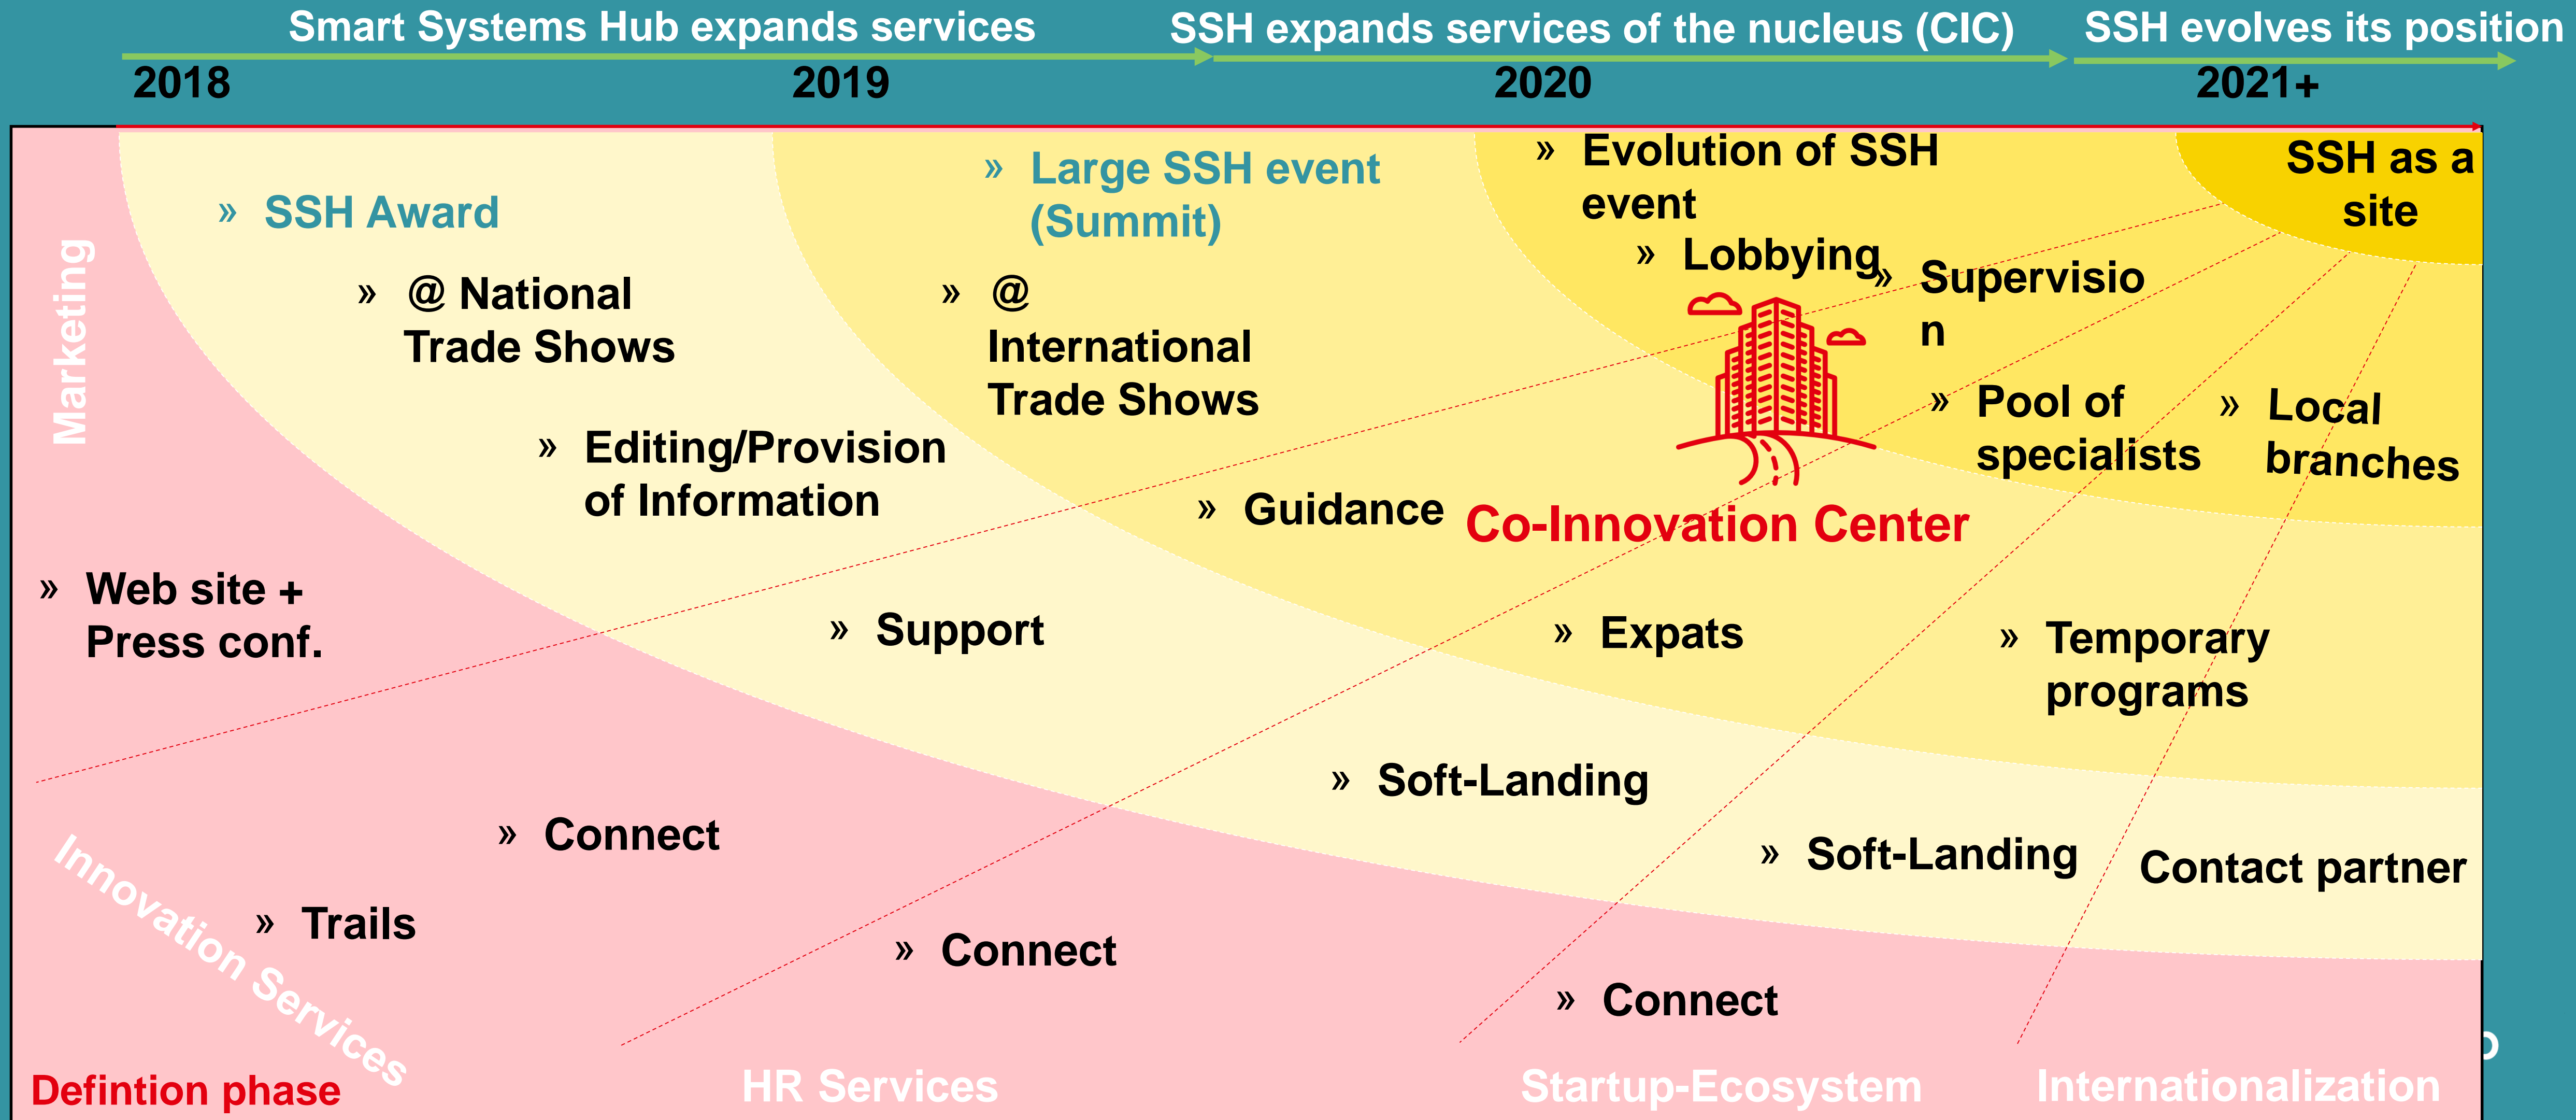 Smart Systems Hub expands services
SSH expands services of the nucleus (CIC)
SSH evolves its position
2018
2019
2020
2021+
Marketing
» SSH Award
» @ National
Trade Shows
» Editing/Provision
of Information
» Web site +
Press conf.
» Large SSH event
(Summit)
» @
International
Trade Shows
» Evolution of SSH
event
» Lobbying
SSH as a
site
» Supervisio
n
» Pool of
specialists
» Local
branches
» Guidance
Co-Innovation Center
» Support
» Expats
» Temporary
programs
» Connect
» Soft-Landing
» Soft-Landing
Contact partner
» Trails
» Connect
» Connect
Innovation Services
Defintion phase
HR Services
Startup-Ecosystem
Internationalization